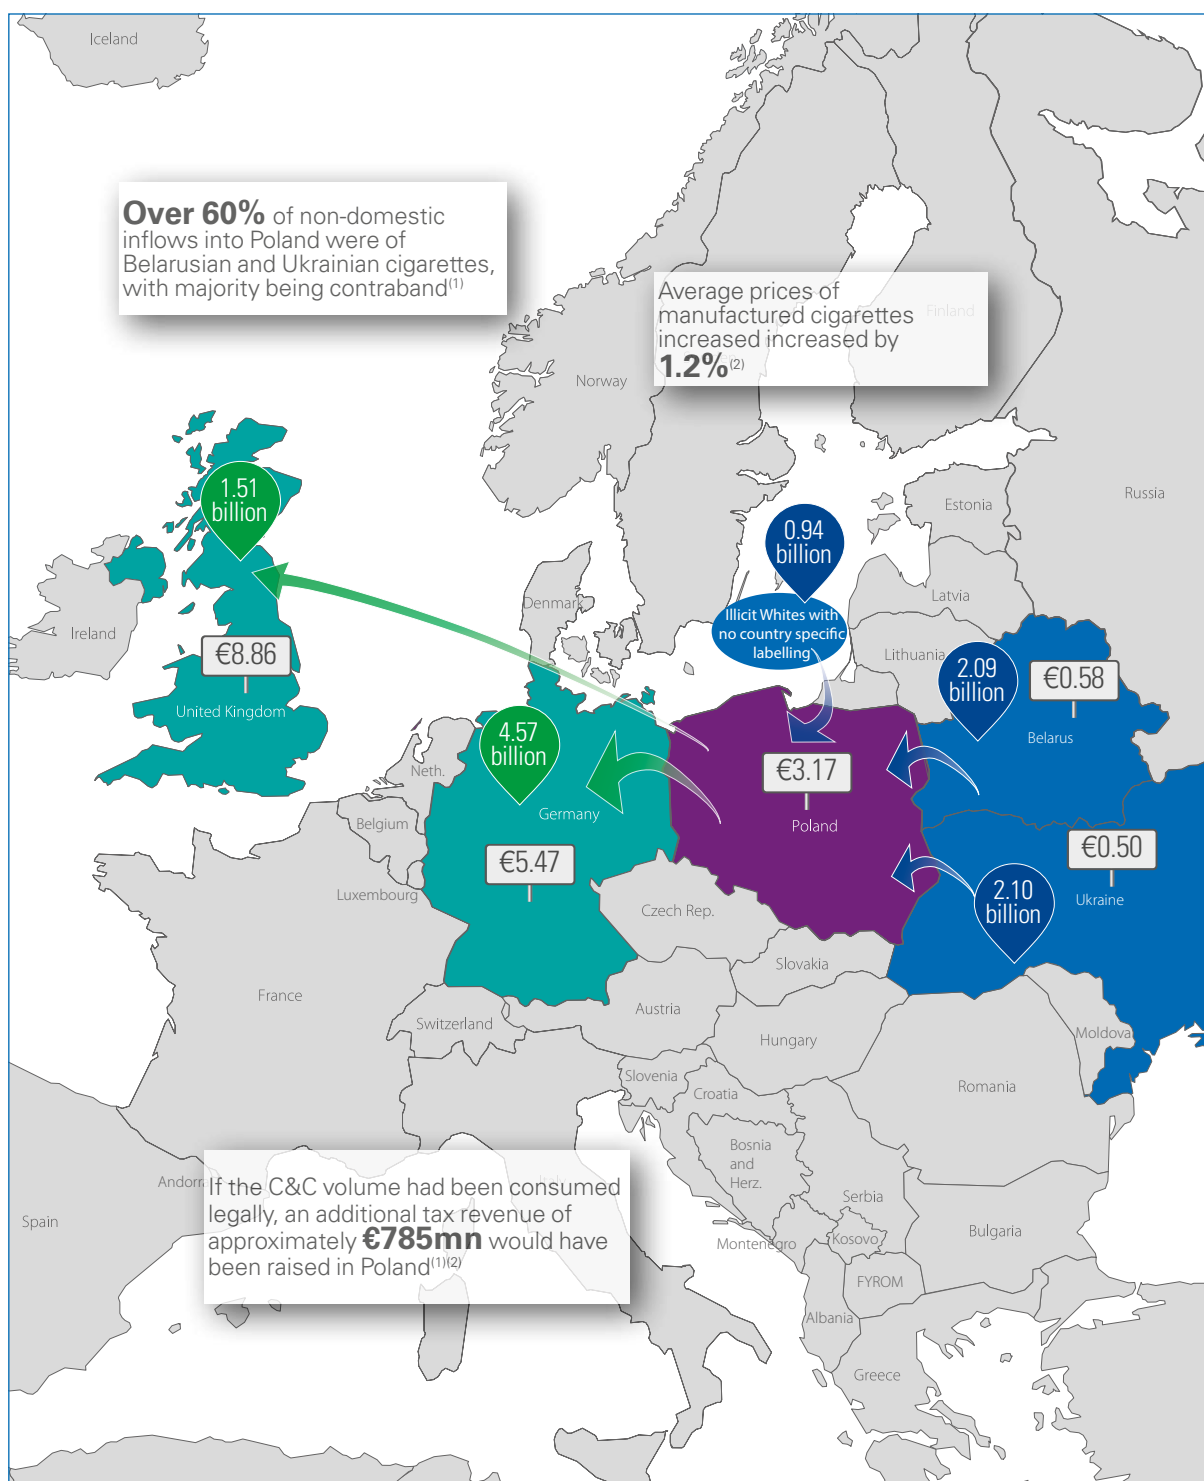 Iceland
Over 60% of non-domestic
inflows into Poland were of
Belarusian and Ukrainian cigarettes,
with majority being contraband(1)
Average prices of
manufactured cigarettes
increased increased by
1.2%(2)
Finland
Norway
Russia
Estonia
1.51
billion
0.94
billion
Latvia
Denmark
Illicit Whites with
no country specific
labelling
Ireland
Lithuania
€8.86
2.09
billion
€0.58
United Kingdom
4.57
billion
Belarus
Neth.
€3.17
Germany
Belgium
Poland
€0.50
€5.47
Luxembourg
2.10
billion
Ukraine
Czech Rep.
Slovakia
France
Austria
Switzerland
Hungary
Moldova
Slovenia
Romania
Croatia
Bosnia
and
Herz.
Andorra
Italy
If the C&C volume had been consumed
legally, an additional tax revenue of
approximately €785mn would have
been raised in Poland(1)(2)
Serbia
Spain
Bulgaria
Montenegro
Kosovo
FYROM
Albania
Greece